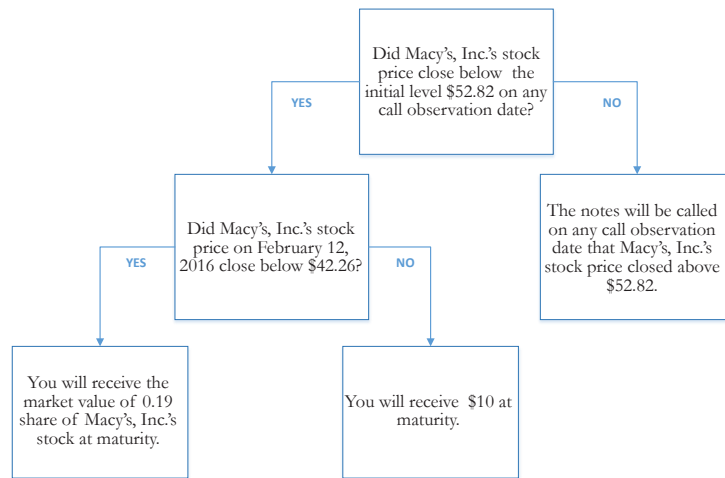 Did Macy's, Inc.'s stock
price close below the
initial level $52.82 on any
call observation date?
YES
NO
Did Macy's, Inc.'s stock
price on February 12,
2016 close below $42.26?
The notes will be called
on any call observation
date that Macy's, Inc.'s
stock price closed above
$52.82.
YES
NO
You will receive the
market value of 0.19
share of Macy's, Inc.'s
stock at maturity.
You will receive $10 at
maturity.